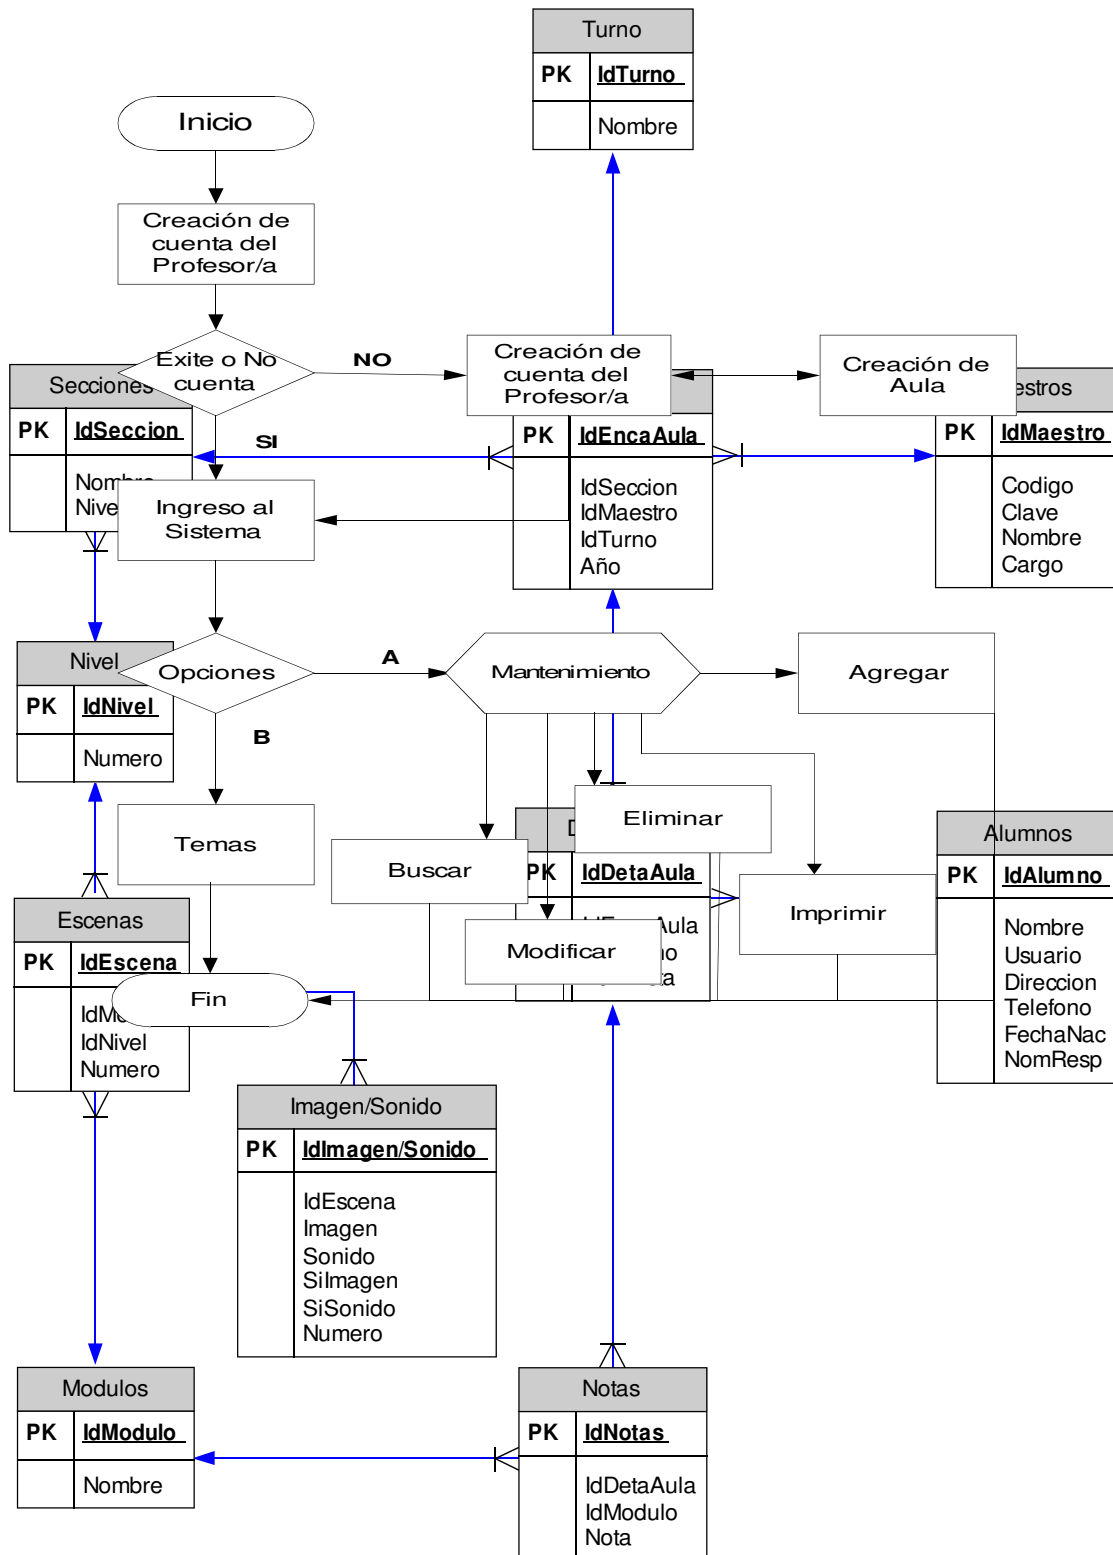 Turno
PK IdTurno
Nombre
Inicio
Creación de
cuenta del
Profesor/a
Exite o No
cuenta
NO
SI
Creación de
cuenta del
Profesor/a
Creación de
Aula
Secciones
PK IdSeccion
PK IdEncaAula
IdSeccion
IdMaestro
IdTurno
Año
PK IdMaestro
Codigo
Clave
Nombre
Cargo
Ingreso al
Sistema
Nivel
PK IdNivel
Numero
Opciones
A
B
Mantenimiento
Agregar
Temas
Buscar
Eliminar
Modificar
Imprimir
PK IdDetaAula
Alumnos
PK IdAlumno
Nombre
Usuario
Direccion
Telefono
FechaNac
NomResp
Escenas
PK IdEscena
IdNivel
Numero
Fin
Imagen/Sonido
PK IdImagen/Sonido
IdEscena
Imagen
Sonido
SiImagen
SiSonido
Numero
Modulos
PK IdModulo
Nombre
Notas
PK IdNotas
IdDetaAula
IdModulo
Nota